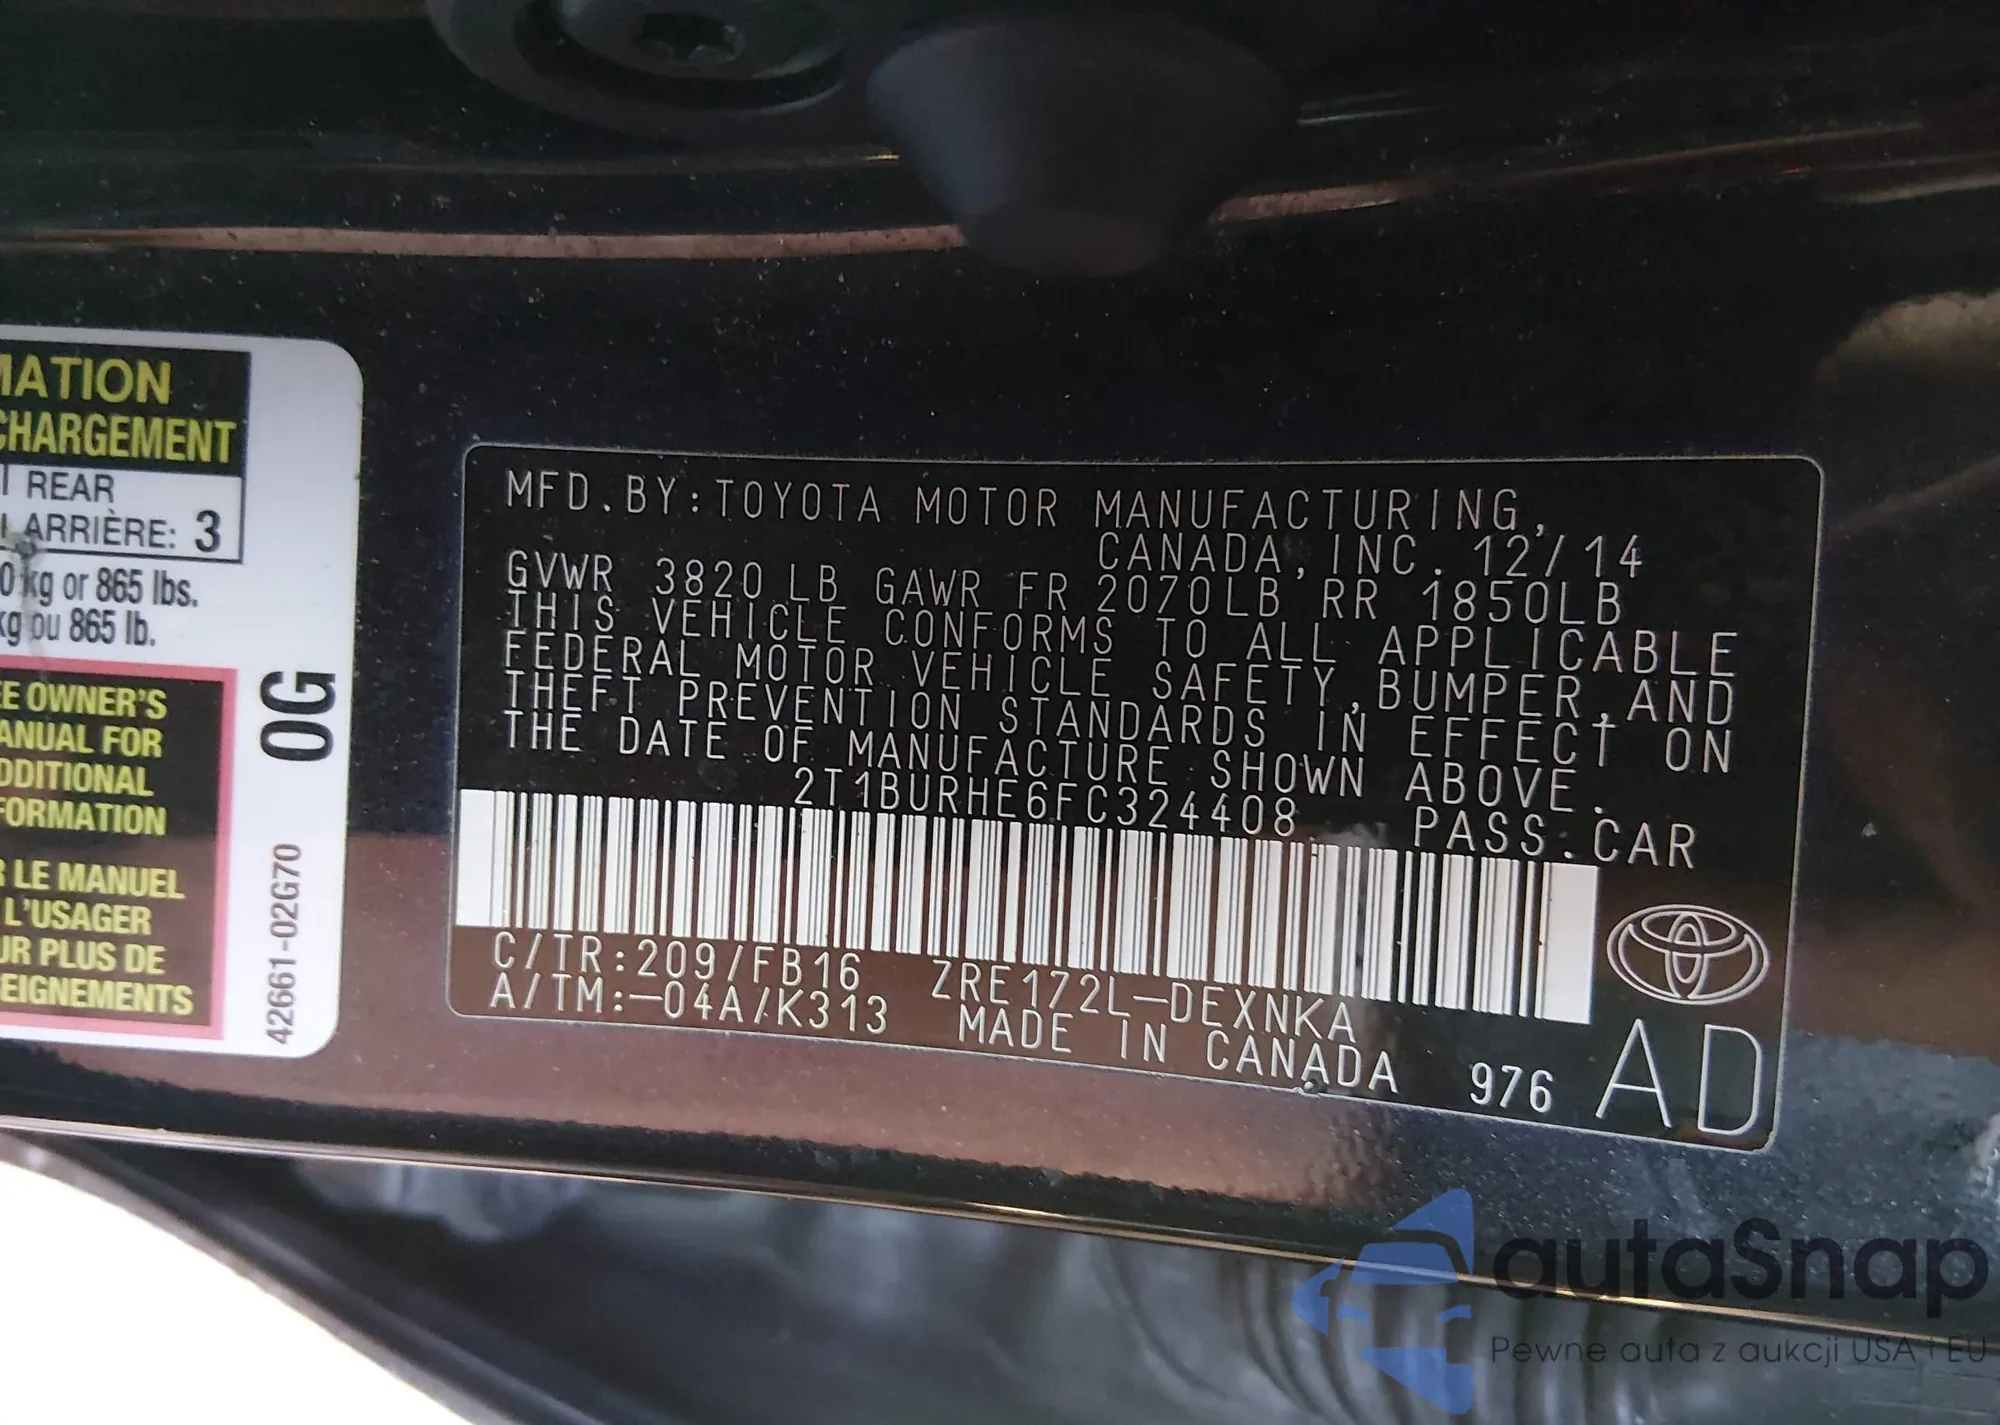 MATION
CHARGEMENT
REAR
ARRIÈRE: 3
0 kg or 865 lbs.
kg ou 865 lb.
EE OWNER'S
ANUAL FOR
DDITIONAL
FORMATION
R LE MANUEL
L'USAGER
UR PLUS DE
EIGNEMENTS
0G
42661-02G70
MFD.BY:TOYOTA MOTOR MANUFACTURING,
CANADA,INC. 12/14
GVWR 3820 LB GAWR FR 2070LB RR 1850LB
THIS VEHICLE CONFORMS TO ALL APPLICABLE
FEDERAL MOTOR VEHICLE SAFETY,BUMPER,AND
THEFT PREVENTION STANDARDS IN EFFECT ON
THE DATE OF MANUFACTURE SHOWN ABOVE.
2T1BURHE6FC324408 PASS.CAR
C/TR:209/FB16 ZRE172L-DEXNKA
A/TM:-04A/K313 MADE IN CANADA 976 AD
autaSnap
Pewne auta z aukcji USA i EU